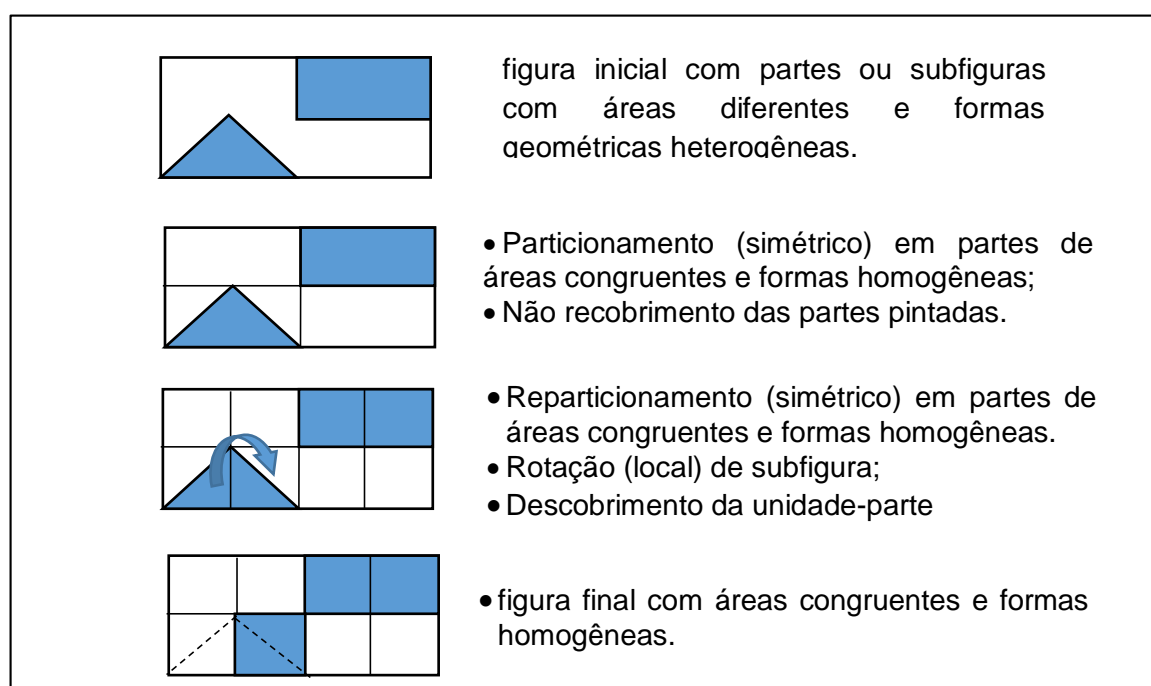 figura inicial com partes ou subfiguras
com áreas diferentes e formas
geométricas heterogêneas.
• Particionamento (simétrico) em partes de
áreas congruentes e formas homogêneas;
• Não recobrimento das partes pintadas.
• Reparticionamento (simétrico) em partes de
áreas congruentes e formas homogêneas.
• Rotação (local) de subfigura;
• Descobrimento da unidade-parte
• figura final com áreas congruentes e formas
homogêneas.